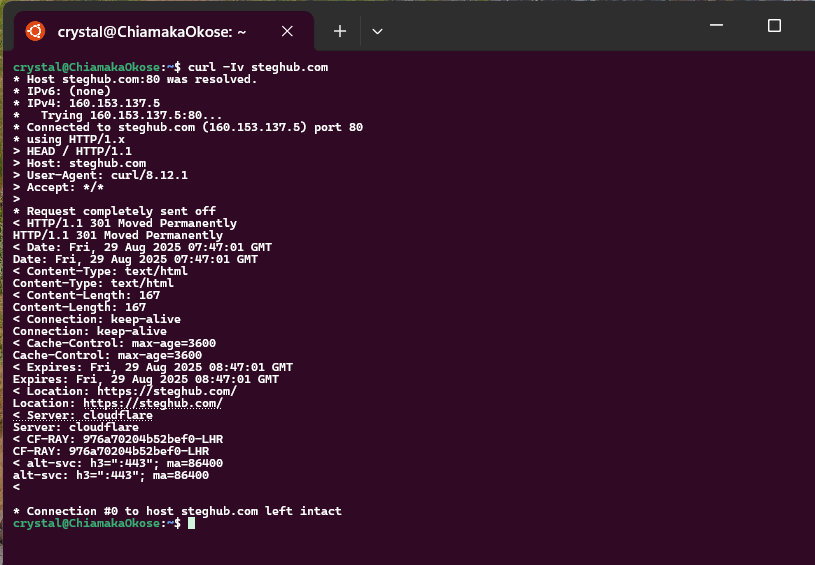 crystal@ChiamakaOkose: ~
crystal@ChiamakaOkose:~$ curl -Iv steghub.com
* Host steghub.com:80 was resolved.
* IPv6: (none)
* IPv4: 160.153.137.5
*   Trying 160.153.137.5:80...
* Connected to steghub.com (160.153.137.5) port 80
* using HTTP/1.x
> HEAD / HTTP/1.1
> Host: steghub.com
> User-Agent: curl/8.12.1
> Accept: */*
>
* Request completely sent off
< HTTP/1.1 301 Moved Permanently
HTTP/1.1 301 Moved Permanently
< Date: Fri, 29 Aug 2025 07:47:01 GMT
Date: Fri, 29 Aug 2025 07:47:01 GMT
< Content-Type: text/html
Content-Type: text/html
< Content-Length: 167
Content-Length: 167
< Connection: keep-alive
Connection: keep-alive
< Cache-Control: max-age=3600
Cache-Control: max-age=3600
< Expires: Fri, 29 Aug 2025 08:47:01 GMT
Expires: Fri, 29 Aug 2025 08:47:01 GMT
< Location: https://steghub.com/
Location: https://steghub.com/
< Server: cloudflare
Server: cloudflare
< CF-RAY: 976a70204b52bef0-LHR
CF-RAY: 976a70204b52bef0-LHR
< alt-svc: h3=":443"; ma=86400
alt-svc: h3=":443"; ma=86400
<
* Connection #0 to host steghub.com left intact
crystal@ChiamakaOkose:~$